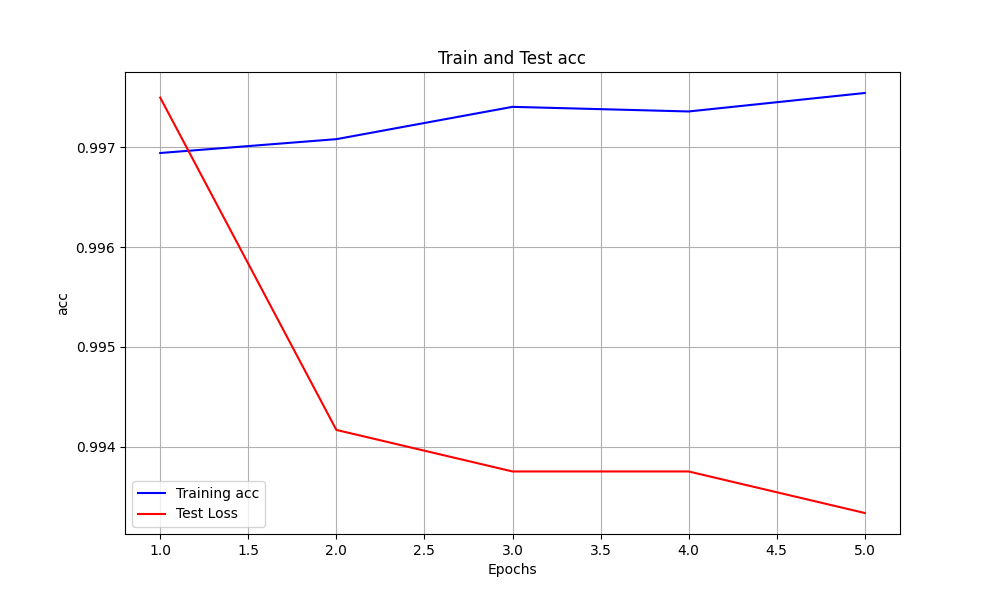 Train and Test acc
0.997
0.996
0.995
0.994
acc
Training acc
Test Loss
1.0 1.5 2.0 2.5 3.0 3.5 4.0 4.5 5.0
Epochs